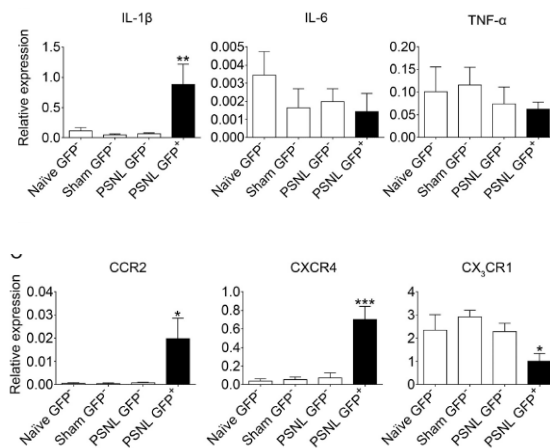 IL-1β IL-6 TNF-α
Relative expression
1.5
1.0
0.5
0.0
**
Naïve GFP⁻
Sham GFP⁻
PSNL GFP⁻
PSNL GFP⁺
0.005
0.004
0.003
0.002
0.001
0.000
Naïve GFP⁻
Sham GFP⁻
PSNL GFP⁻
PSNL GFP⁺
0.20
0.15
0.10
0.05
0.00
Naïve GFP⁻
Sham GFP⁻
PSNL GFP⁻
PSNL GFP⁺
CCR2 CXCR4 CX₃CR1
Relative expression
0.04
0.03
0.02
0.01
0.00
*
Naïve GFP⁻
Sham GFP⁻
PSNL GFP⁻
PSNL GFP⁺
1.0
0.8
0.6
0.4
0.2
0.0
***
Naïve GFP⁻
Sham GFP⁻
PSNL GFP⁻
PSNL GFP⁺
4
3
2
1
0
*
Naïve GFP⁻
Sham GFP⁻
PSNL GFP⁻
PSNL GFP⁺